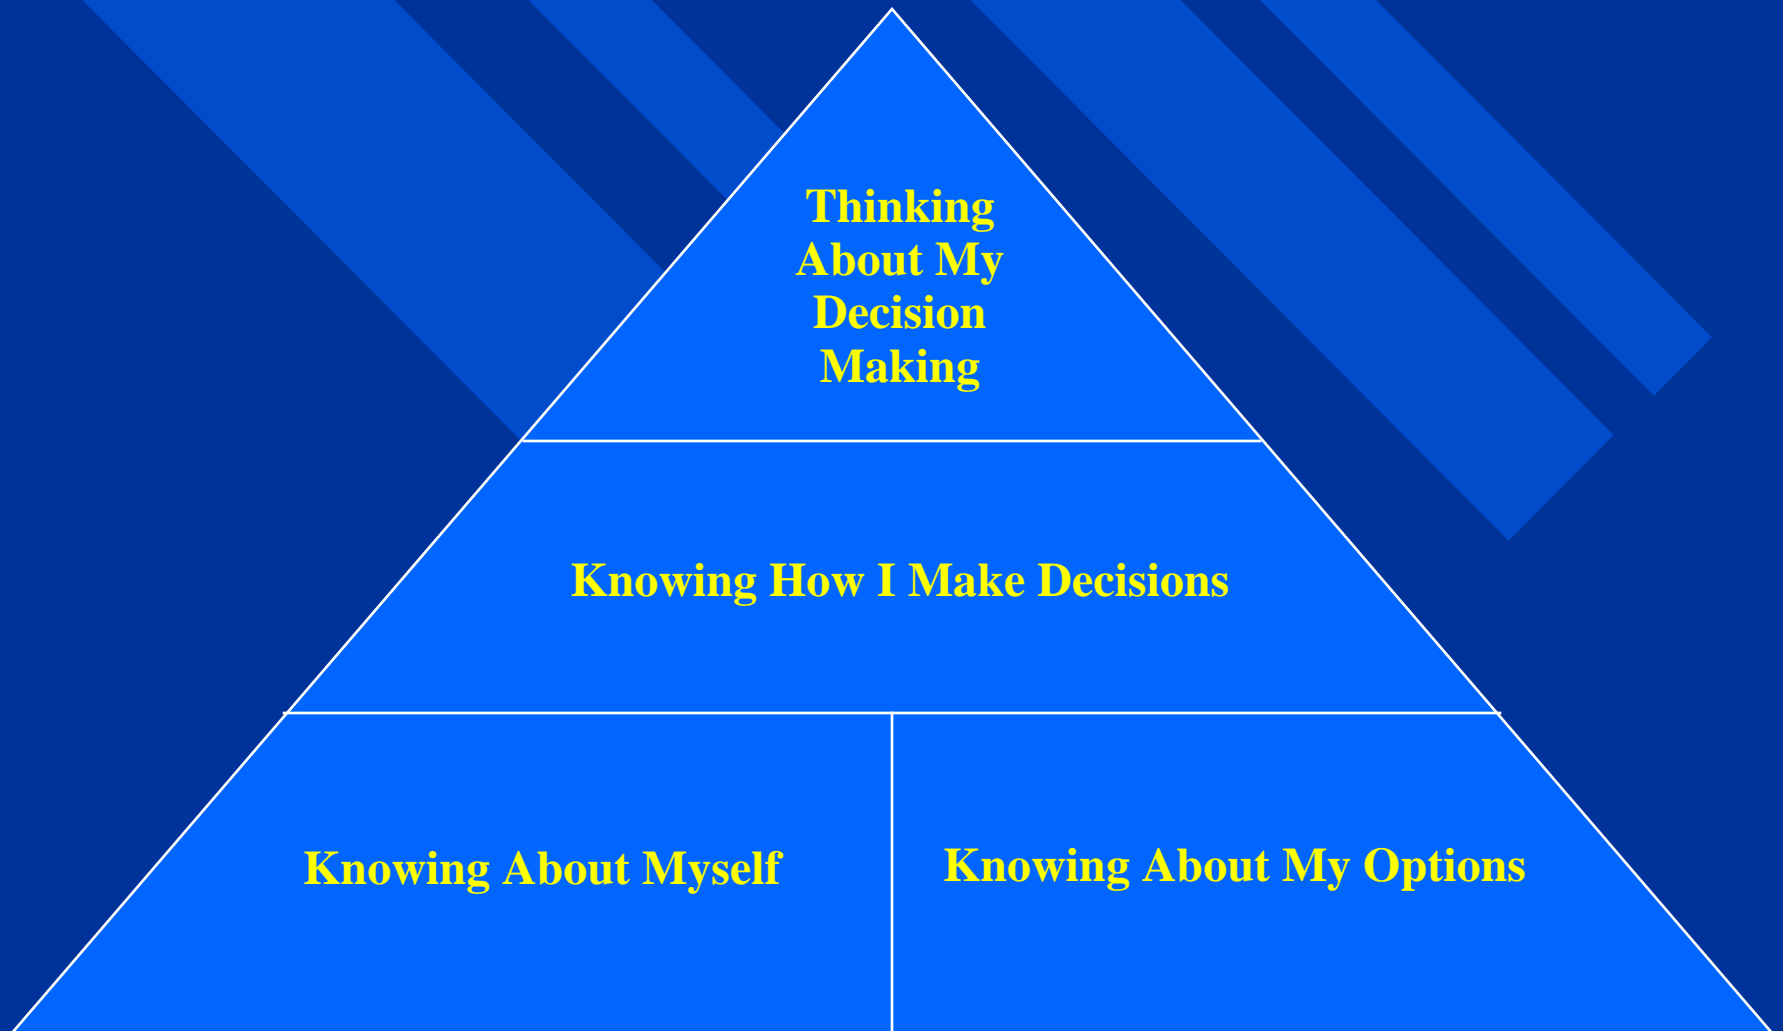 Thinking
About My
Decision
Making
Knowing How I Make Decisions
Knowing About Myself
Knowing About My Options